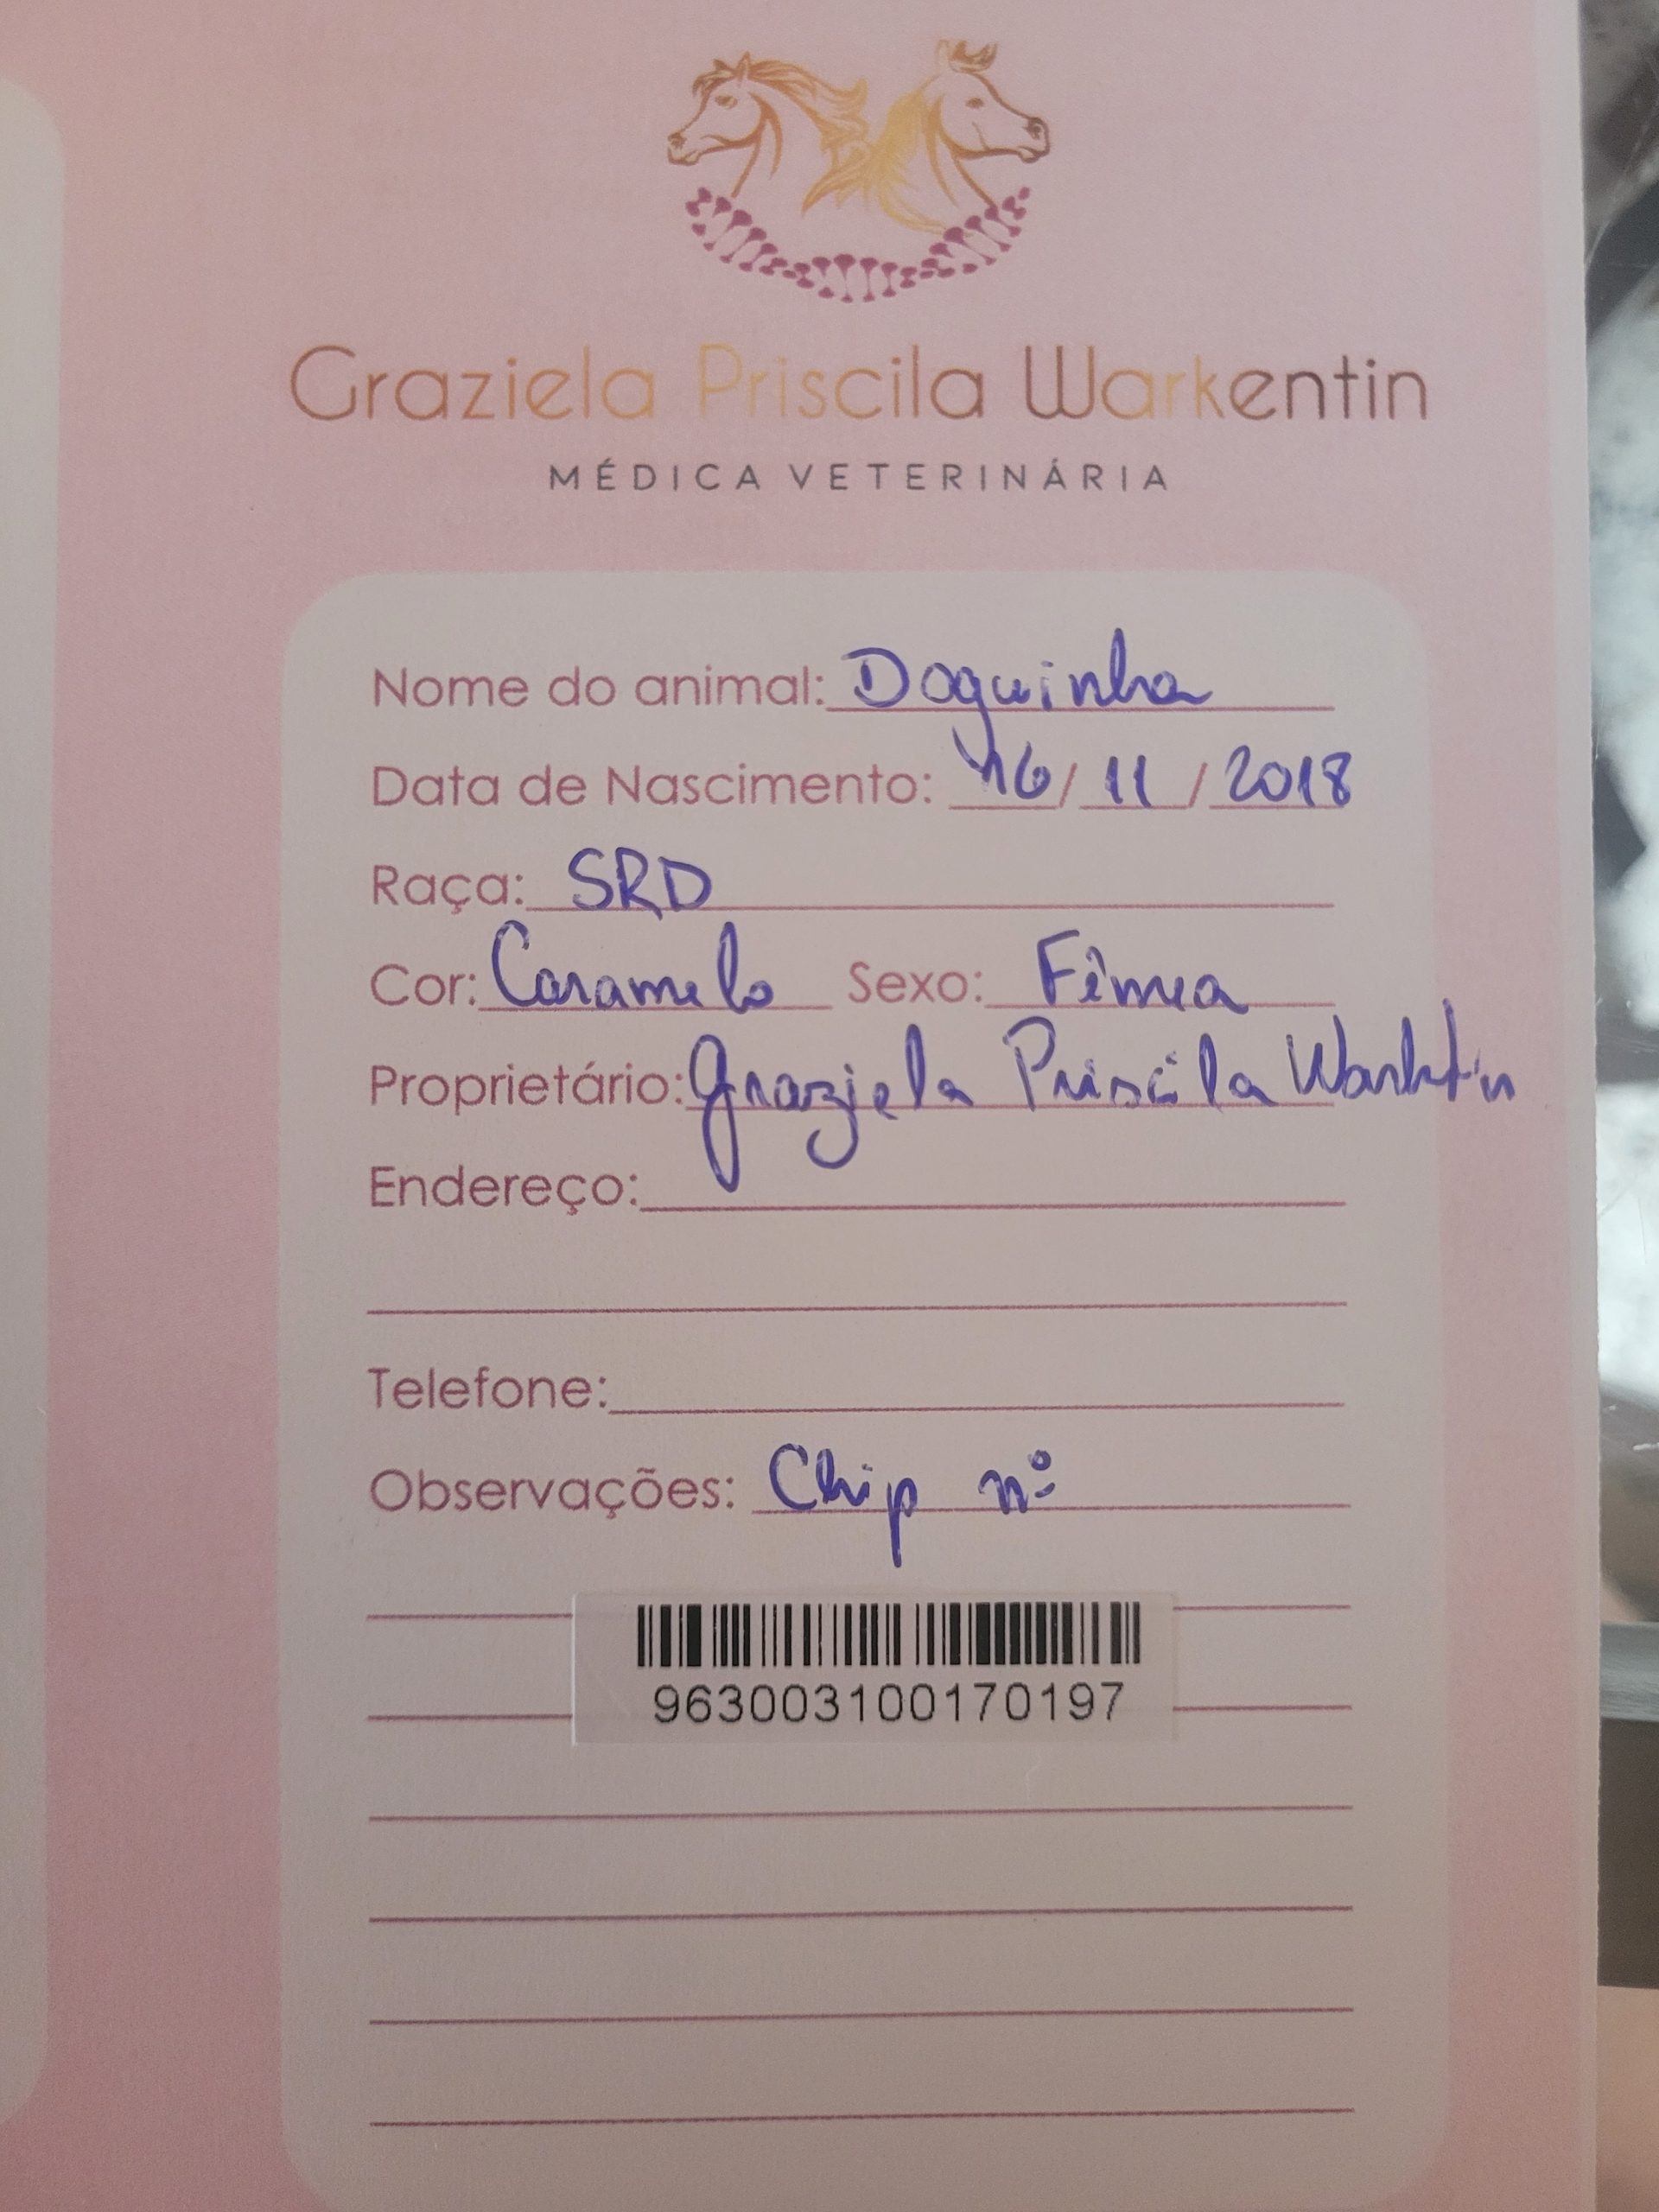 Graziela Priscila Warkentin
MÉDICA VETERINÁRIA
Nome do animal: Doguinha
Data de Nascimento: 16/11/2018
Raça: SRD
Cor: Caramelo Sexo: Fêmea
Proprietário: Graziela Priscila Warkentin
Endereço:
Telefone:
Observações: Chip nº
963003100170197